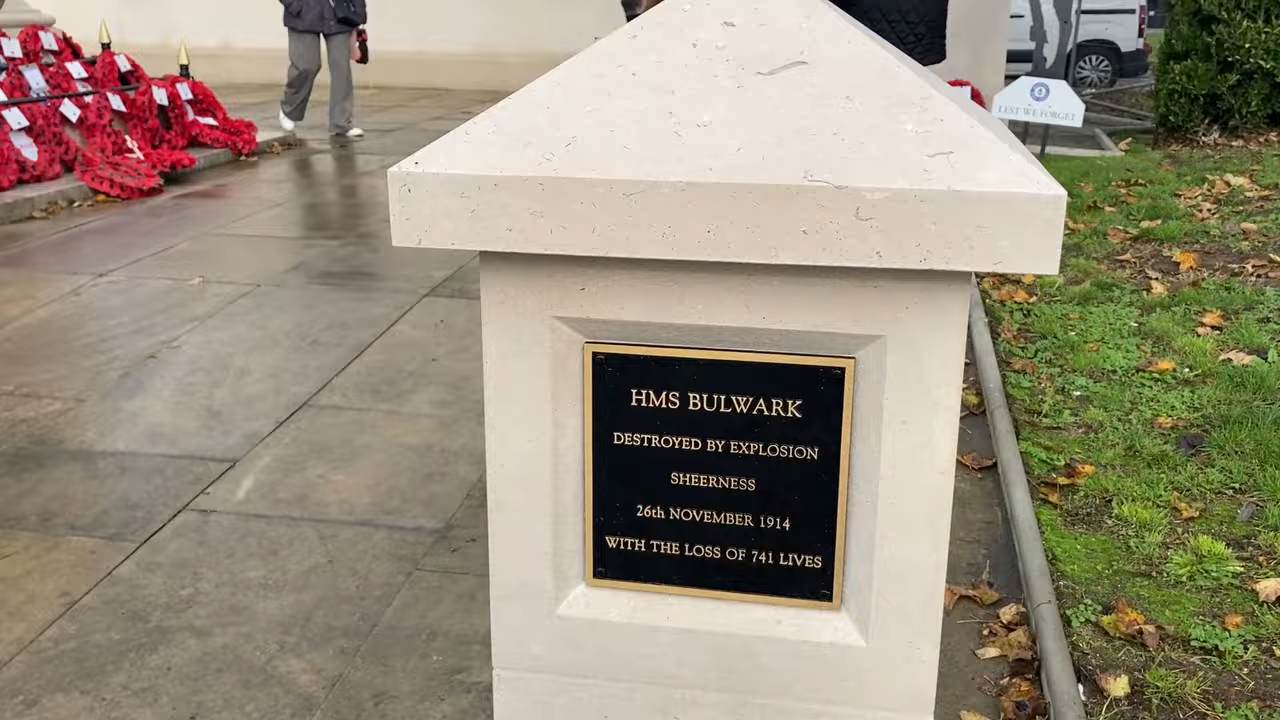 LEST WE FORGET
HMS BULWARK
DESTROYED BY EXPLOSION
SHEERNESS
26th NOVEMBER 1914
WITH THE LOSS OF 741 LIVES